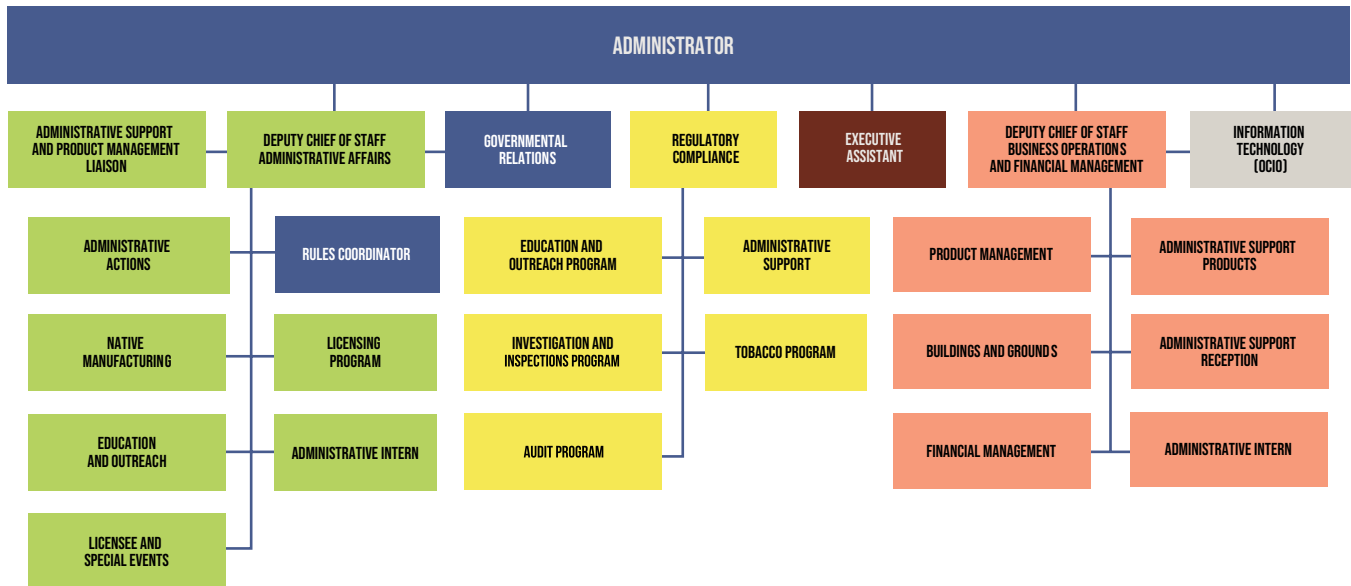 ADMINISTRATOR
ADMINISTRATIVE SUPPORT
AND PRODUCT MANAGEMENT
LIAISON
DEPUTY CHIEF OF STAFF
ADMINISTRATIVE AFFAIRS
GOVERNMENTAL
RELATIONS
REGULATORY
COMPLIANCE
EXECUTIVE
ASSISTANT
DEPUTY CHIEF OF STAFF
BUSINESS OPERATIONS
AND FINANCIAL MANAGEMENT
INFORMATION
TECHNOLOGY
(OCIO)
ADMINISTRATIVE
ACTIONS
RULES COORDINATOR
EDUCATION AND
OUTREACH PROGRAM
ADMINISTRATIVE
SUPPORT
PRODUCT MANAGEMENT
ADMINISTRATIVE SUPPORT
PRODUCTS
NATIVE
MANUFACTURING
LICENSING
PROGRAM
INVESTIGATION AND
INSPECTIONS PROGRAM
TOBACCO PROGRAM
BUILDINGS AND GROUNDS
ADMINISTRATIVE SUPPORT
RECEPTION
EDUCATION
AND OUTREACH
ADMINISTRATIVE INTERN
AUDIT PROGRAM
FINANCIAL MANAGEMENT
ADMINISTRATIVE INTERN
LICENSEE AND
SPECIAL EVENTS